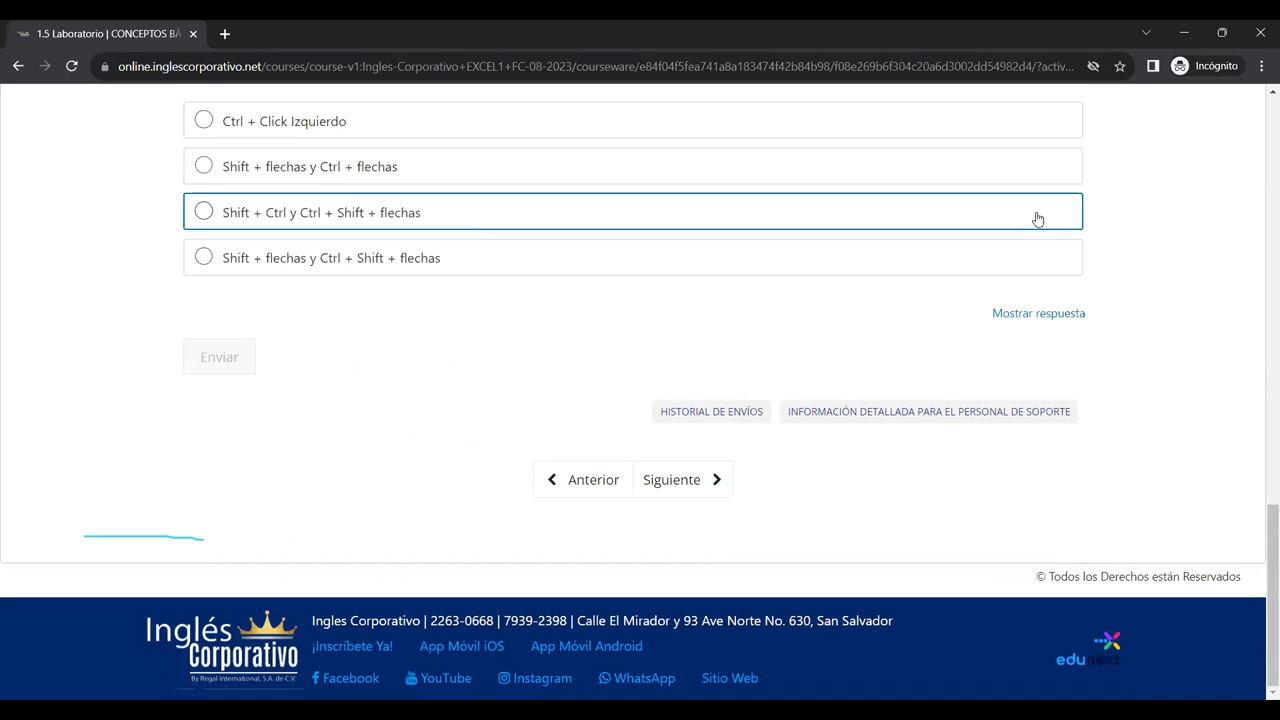 1.5 Laboratorio | CONCEPTOS BÁ
online.inglescorporativo.net/courses/course-v1:Ingles-Corporativo+EXCEL1+FC-08-2023/courseware/e84f04f5fea741a8a183474f42b84b98/f08e269b6f304c20a6d3002dd54982d4/?activ...
Incógnito
Ctrl + Click Izquierdo
Shift + flechas y Ctrl + flechas
Shift + Ctrl y Ctrl + Shift + flechas
Shift + flechas y Ctrl + Shift + flechas
Mostrar respuesta
Enviar
HISTORIAL DE ENVÍOS INFORMACIÓN DETALLADA PARA EL PERSONAL DE SOPORTE
Anterior Siguiente
© Todos los Derechos están Reservados
Inglés Corporativo
By Regal International, S.A. de C.V.
Ingles Corporativo | 2263-0668 | 7939-2398 | Calle El Mirador y 93 Ave Norte No. 630, San Salvador
¡Inscríbete Ya! App Móvil iOS App Móvil Android
Facebook YouTube Instagram WhatsApp Sitio Web
edunext